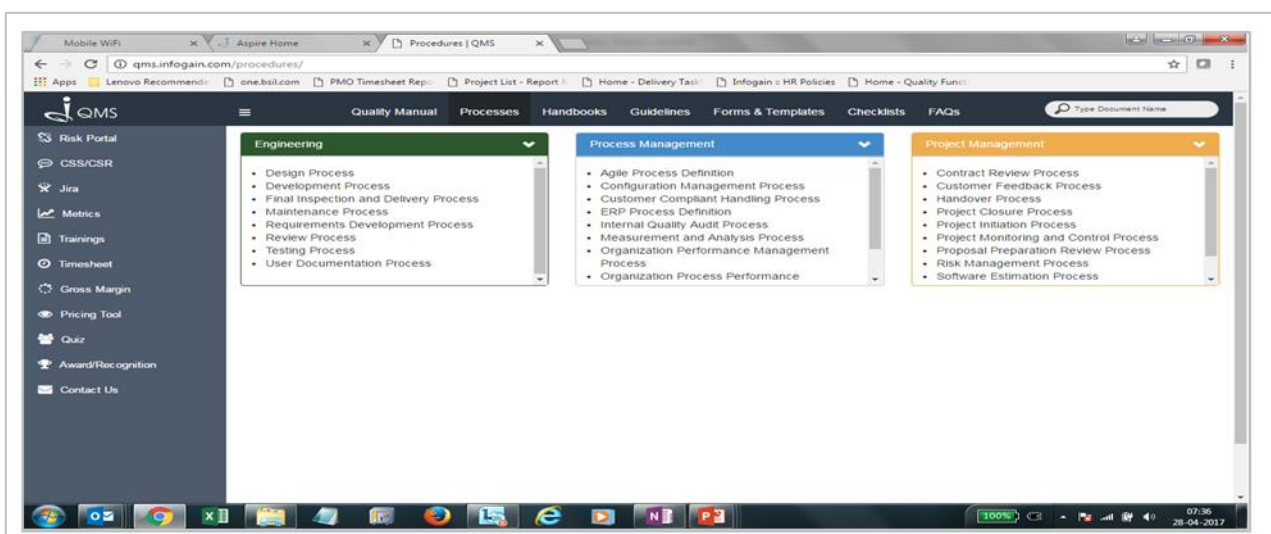 Mobile WiFi
Aspire Home
Procedures | QMS
qms.infogain.com/procedures/
Apps
Lenovo Recommend
one.bsil.com
PMO Timesheet Rep
Project List - Report
Home - Delivery Task
Infogain :: HR Policies
Home - Quality Funct
QMS
Quality Manual
Processes
Handbooks
Guidelines
Forms & Templates
Checklists
FAQs
Type Document Name
Risk Portal
CSS/CSR
Jira
Metrics
Trainings
Timesheet
Gross Margin
Pricing Tool
Quiz
Award/Recognition
Contact Us
Engineering
• Design Process
• Development Process
• Final Inspection and Delivery Process
• Maintenance Process
• Requirements Development Process
• Review Process
• Testing Process
• User Documentation Process
Process Management
• Agile Process Definition
• Configuration Management Process
• Customer Compliant Handling Process
• ERP Process Definition
• Internal Quality Audit Process
• Measurement and Analysis Process
• Organization Performance Management
Process
• Organization Process Performance
Project Management
• Contract Review Process
• Customer Feedback Process
• Handover Process
• Project Closure Process
• Project Initiation Process
• Project Monitoring and Control Process
• Proposal Preparation Review Process
• Risk Management Process
• Software Estimation Process
100%
07:36
28-04-2017